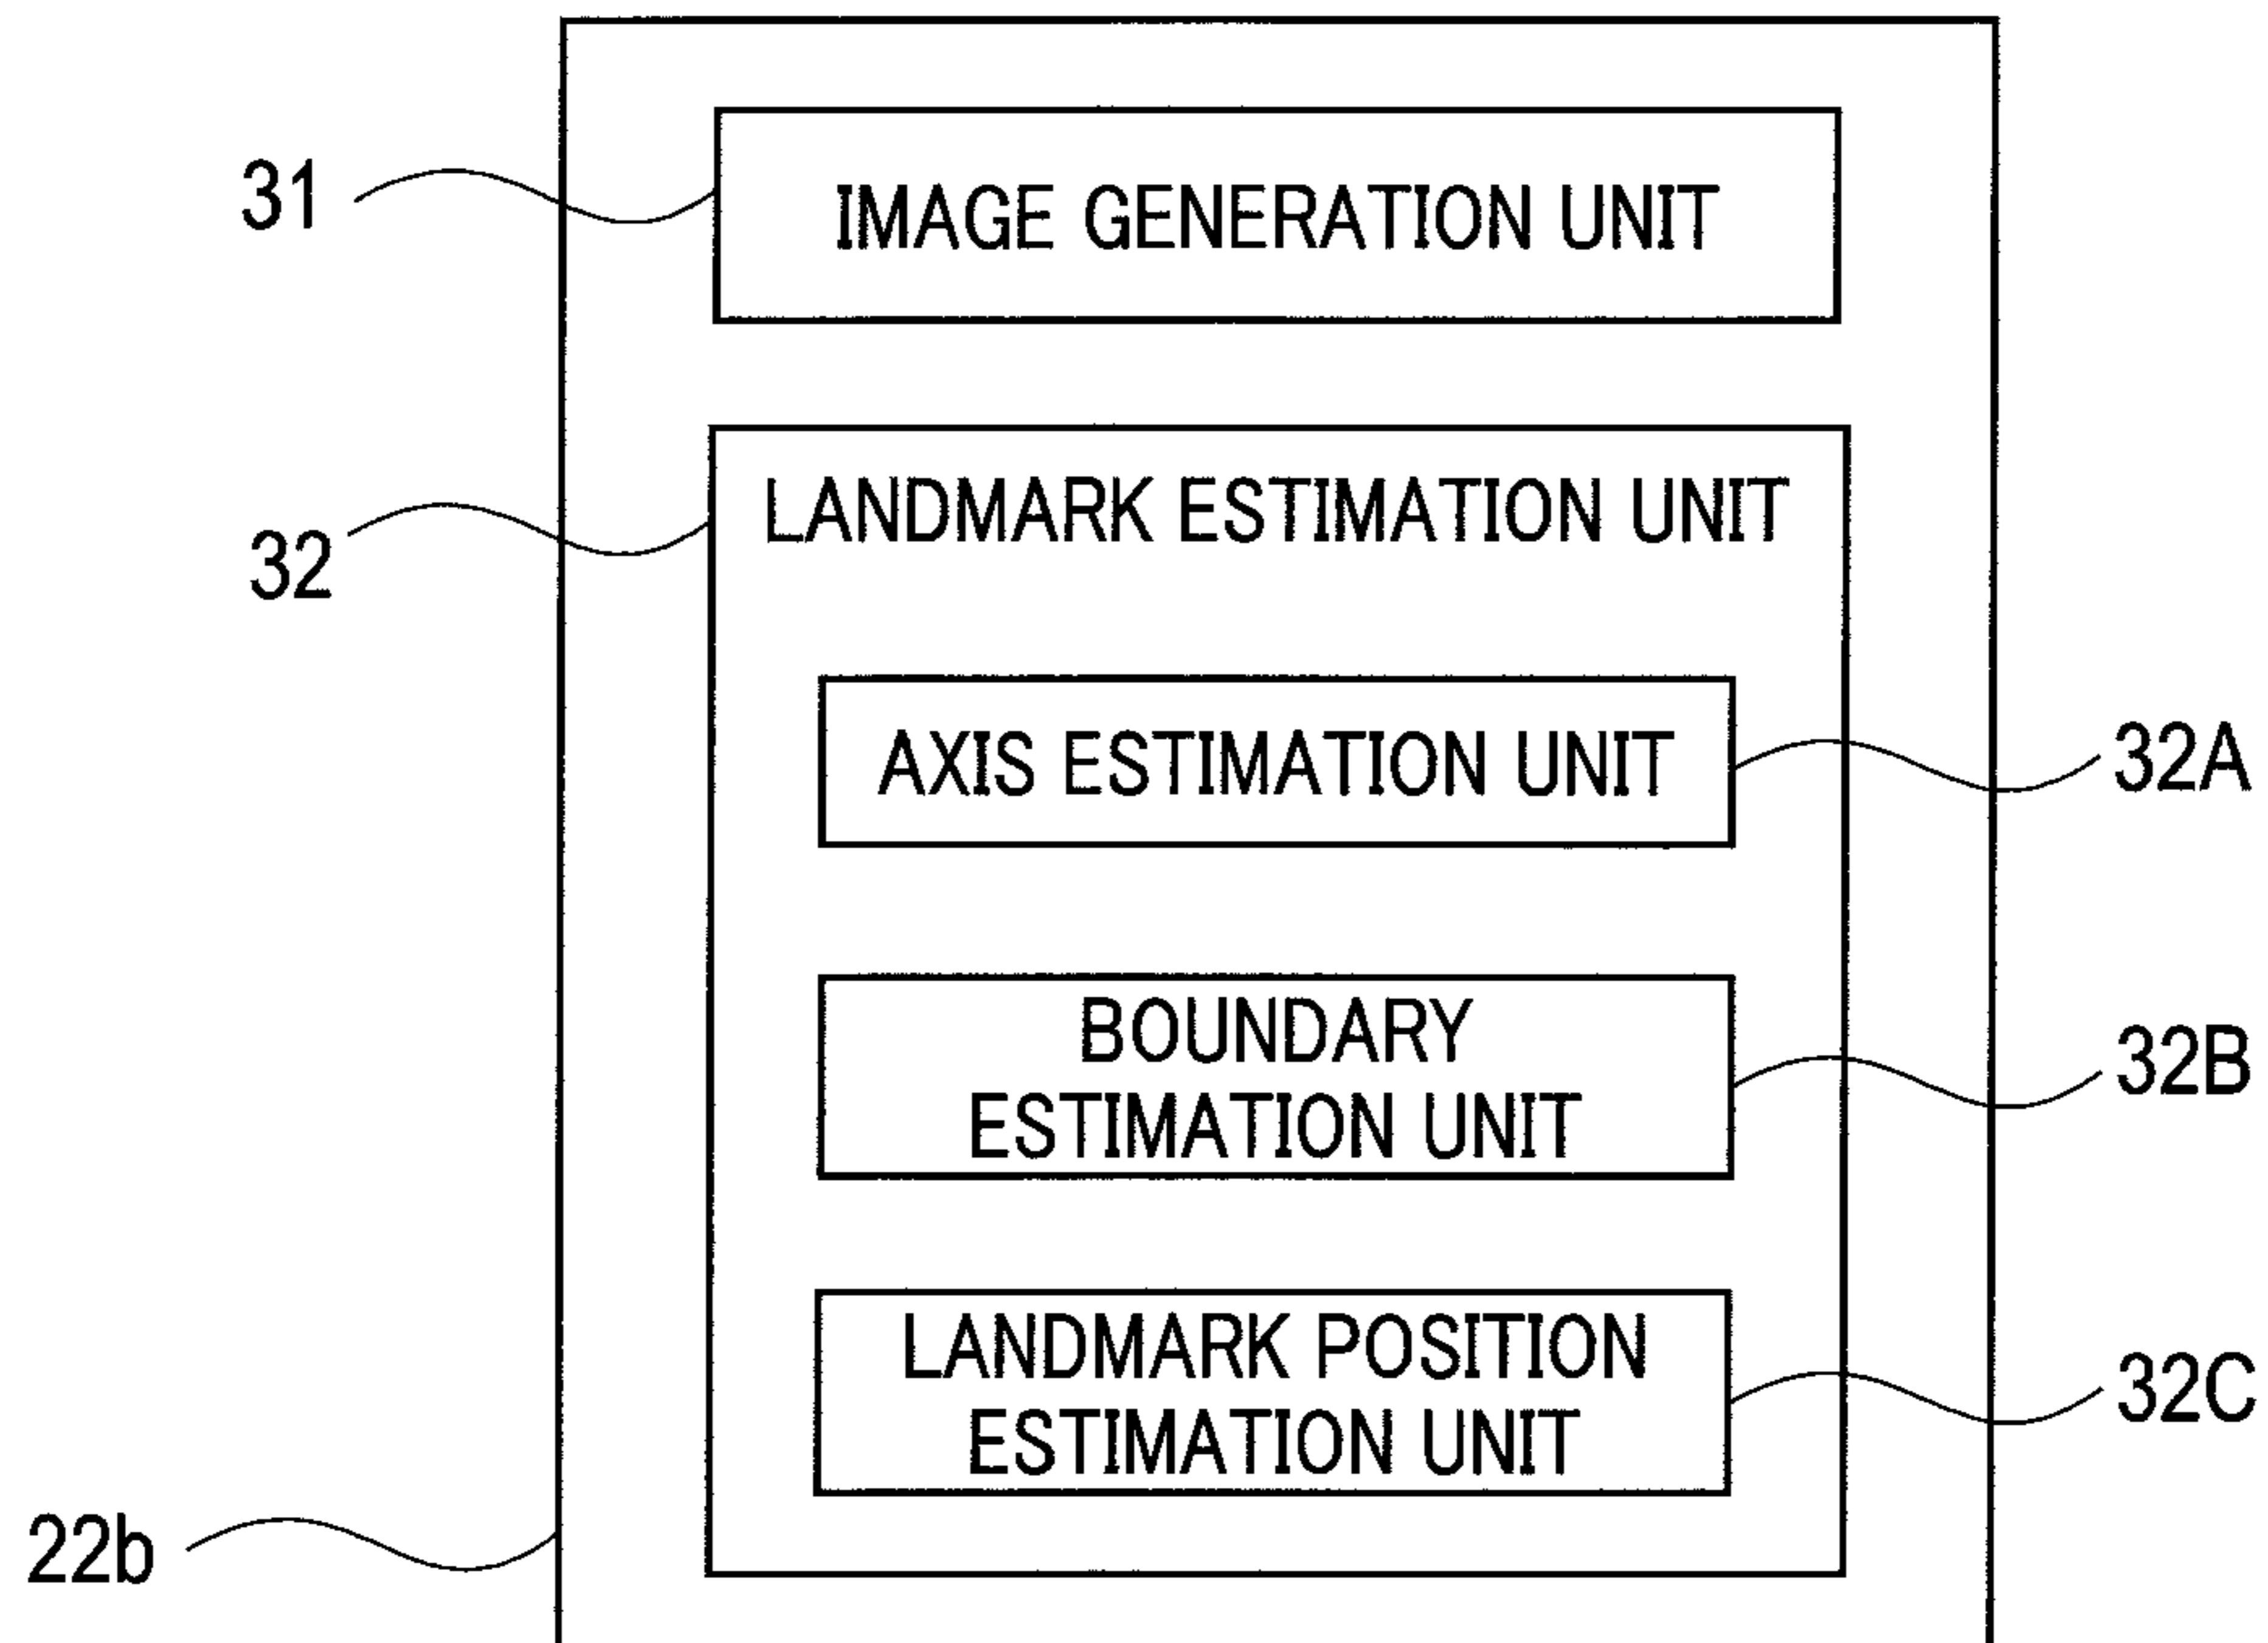 31
IMAGE GENERATION UNIT
32
LANDMARK ESTIMATION UNIT
AXIS ESTIMATION UNIT
32A
BOUNDARY
ESTIMATION UNIT
32B
LANDMARK POSITION
ESTIMATION UNIT
32C
22b